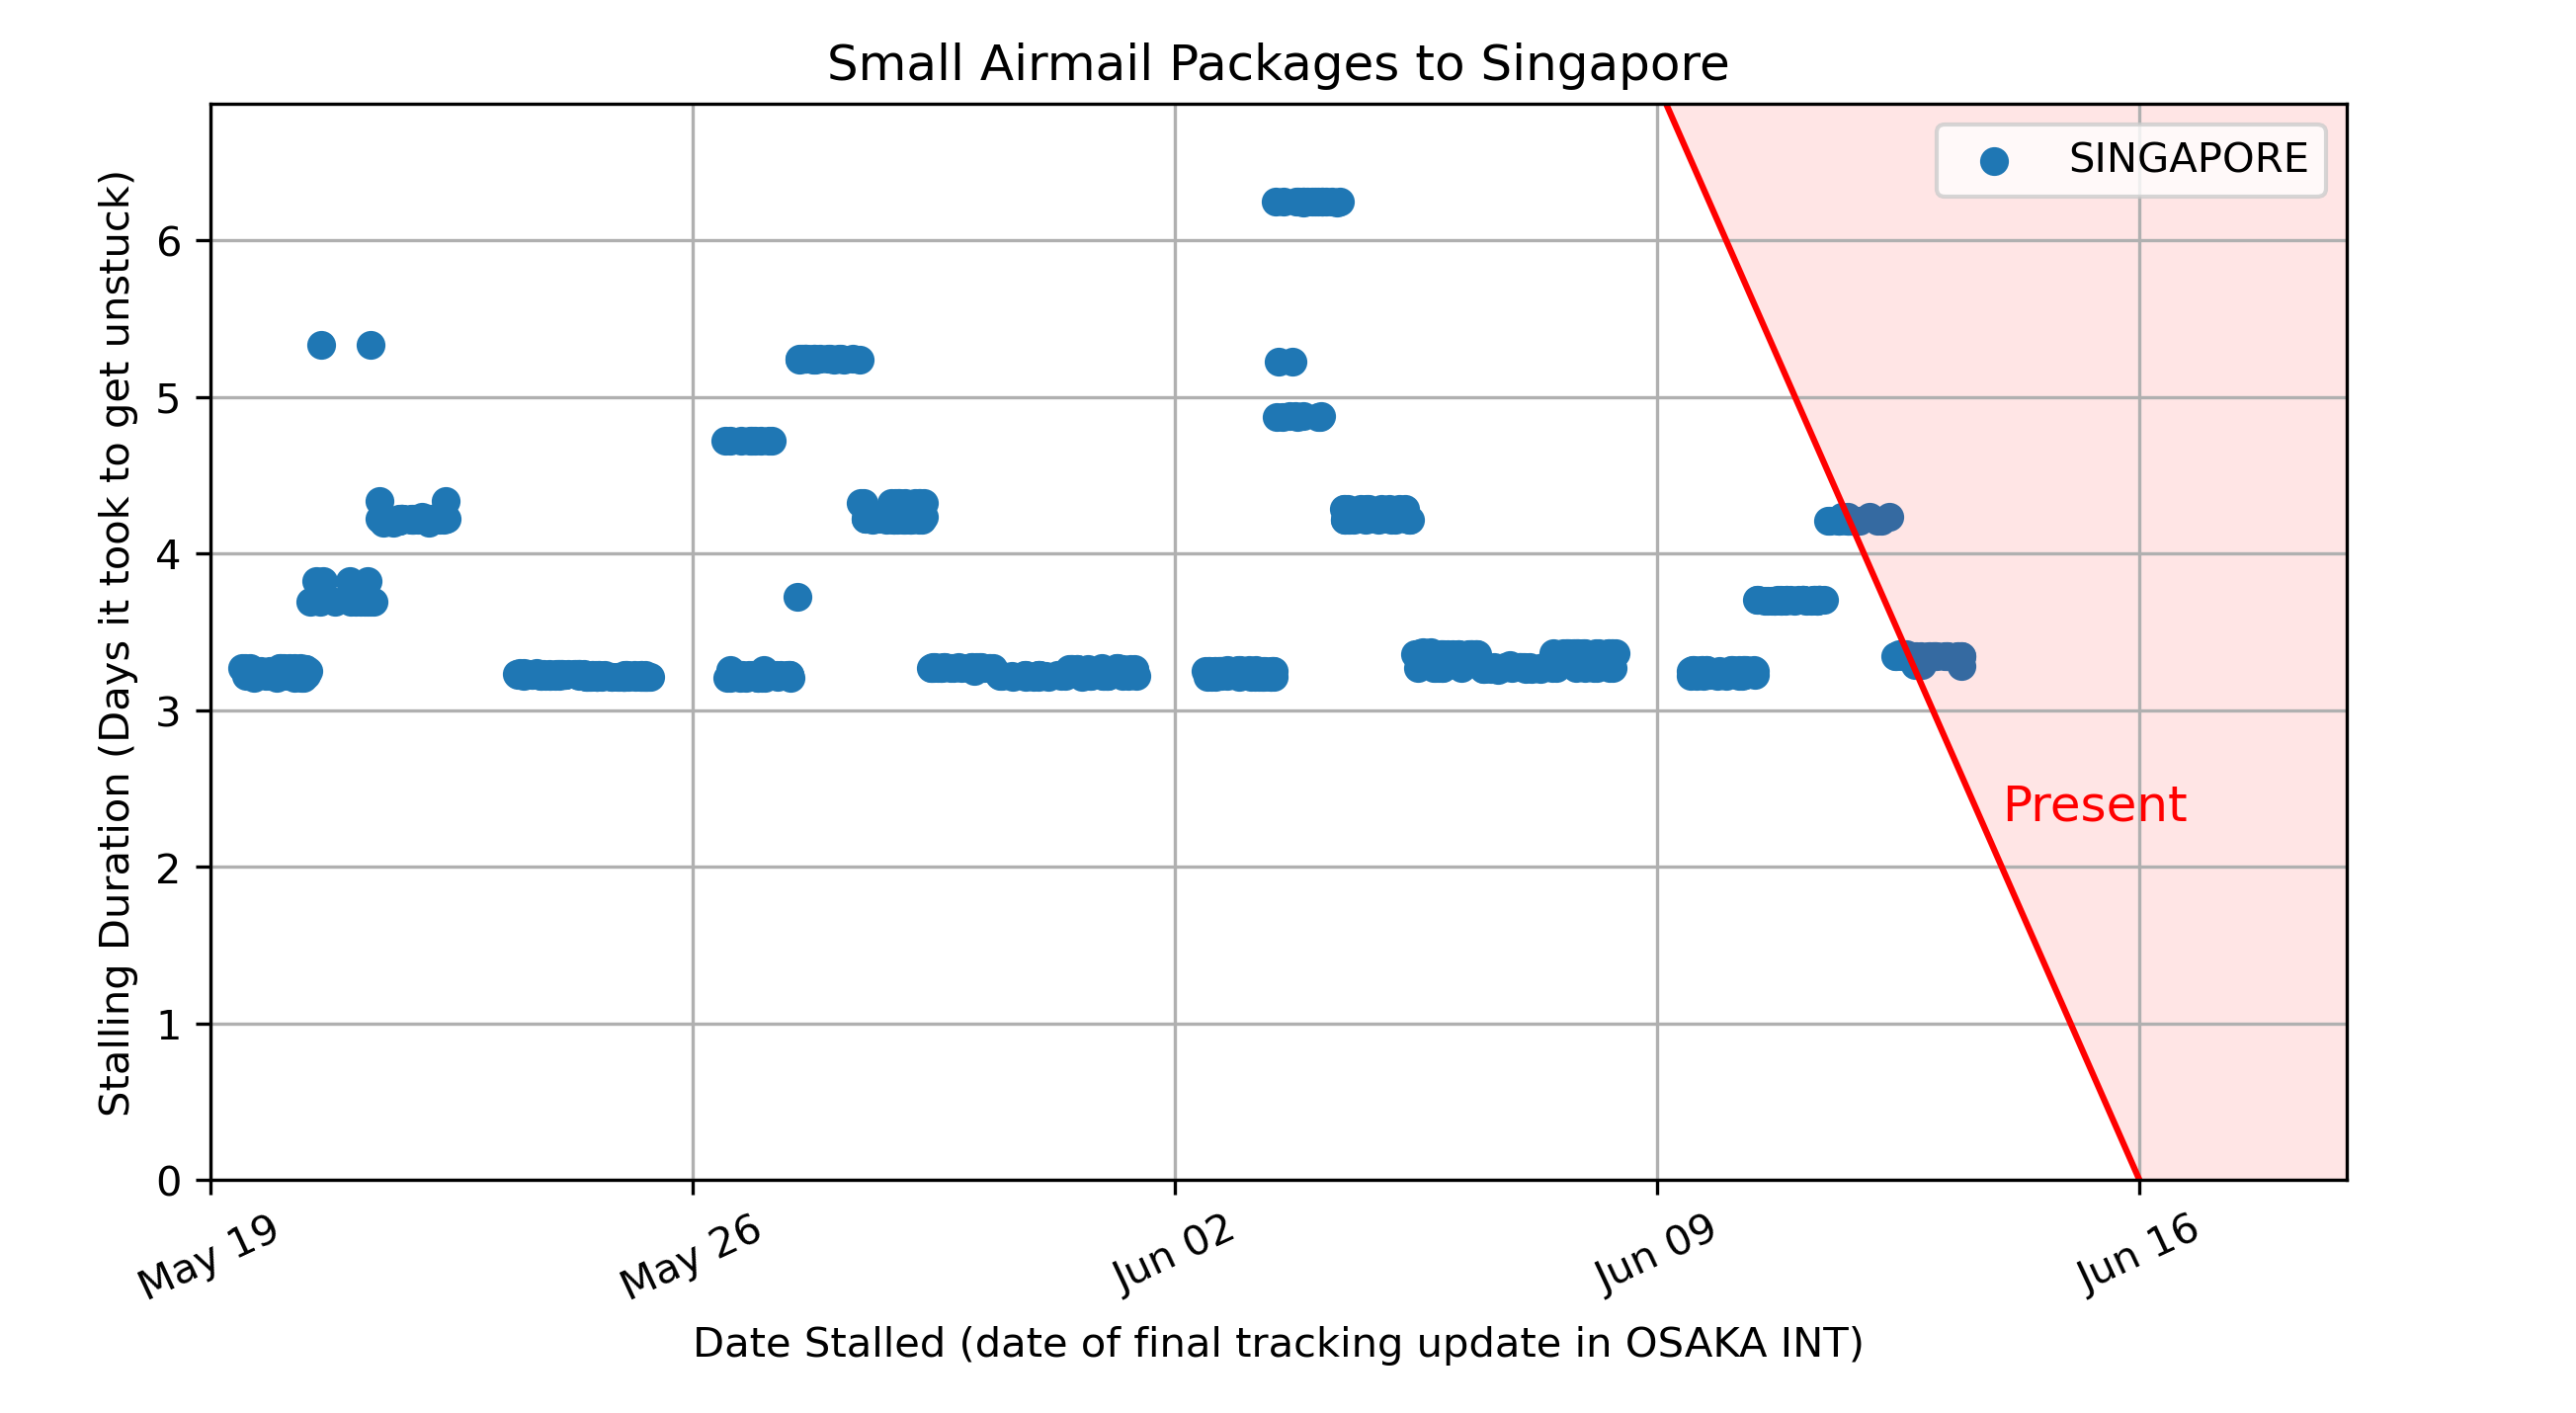 Small Airmail Packages to Singapore
SINGAPORE
Stalling Duration (Days it took to get unstuck)
6
5
4
3
2
1
0
Present
May 19
May 26
Jun 02
Jun 09
Jun 16
Date Stalled (date of final tracking update in OSAKA INT)